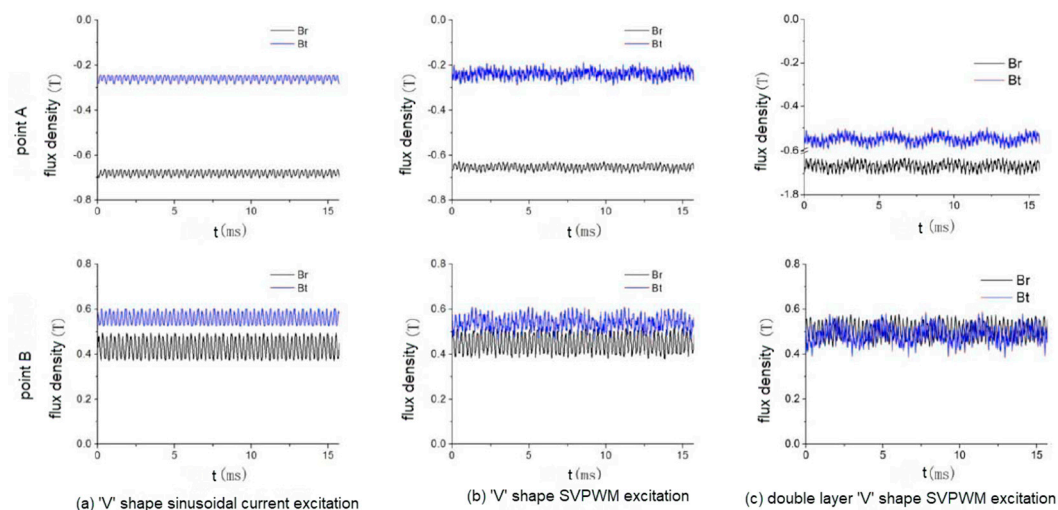 point A
flux density (T)
0.0
-0.2
-0.4
-0.6
-0.8
Br
Bt
0 5 10 15
t (ms)
flux density (T)
0.0
-0.2
-0.4
-0.6
-0.8
Br
Bt
0 5 10 15
t (ms)
flux density (T)
0.0
-0.5
-0.6
-1.8
Br
Bt
0 5 10 15
t (ms)
point B
flux density (T)
0.8
0.6
0.4
0.2
0.0
Br
Bt
0 5 10 15
t (ms)
(a) 'V' shape sinusoidal current excitation
flux density (T)
0.8
0.6
0.4
0.2
0.0
Br
Bt
0 5 10 15
t (ms)
(b) 'V' shape SVPWM excitation
flux density (T)
0.8
0.6
0.4
0.2
0.0
Br
Bt
0 5 10 15
t (ms)
(c) double layer 'V' shape SVPWM excitation